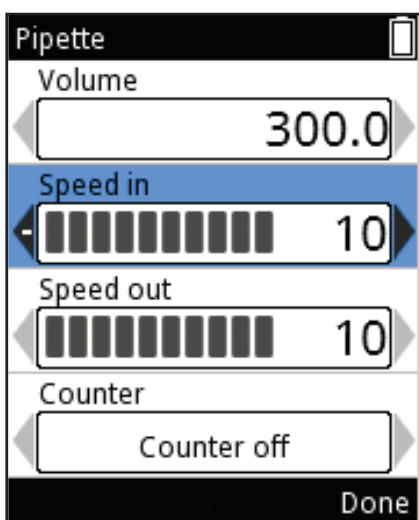 Pipette
Volume
300.0
Speed in
- 10
Speed out
10
Counter
Counter off
Done